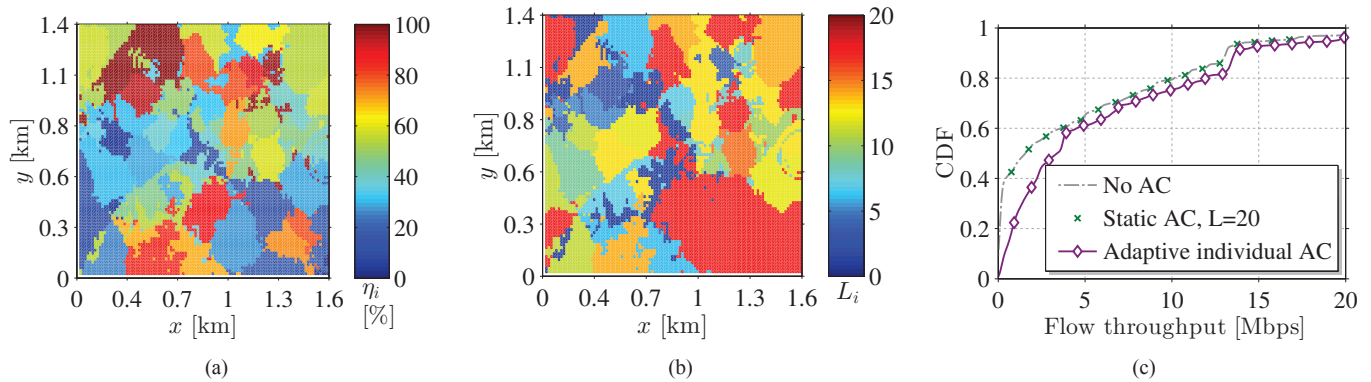 1.4
1.1
0.8
0.6
0.3
0
y [km]
0 0.4 0.7 1 1.3 1.6
x [km]
100
80
60
40
20
0
η_i
[%]
(a)
1.4
1.1
0.8
0.6
0.3
0
y [km]
0 0.4 0.7 1 1.3 1.6
x [km]
20
15
10
5
0
L_i
(b)
1
0.8
0.6
0.4
0.2
0
CDF
0 5 10 15 20
Flow throughput [Mbps]
No AC
Static AC, L=20
Adaptive individual AC
(c)